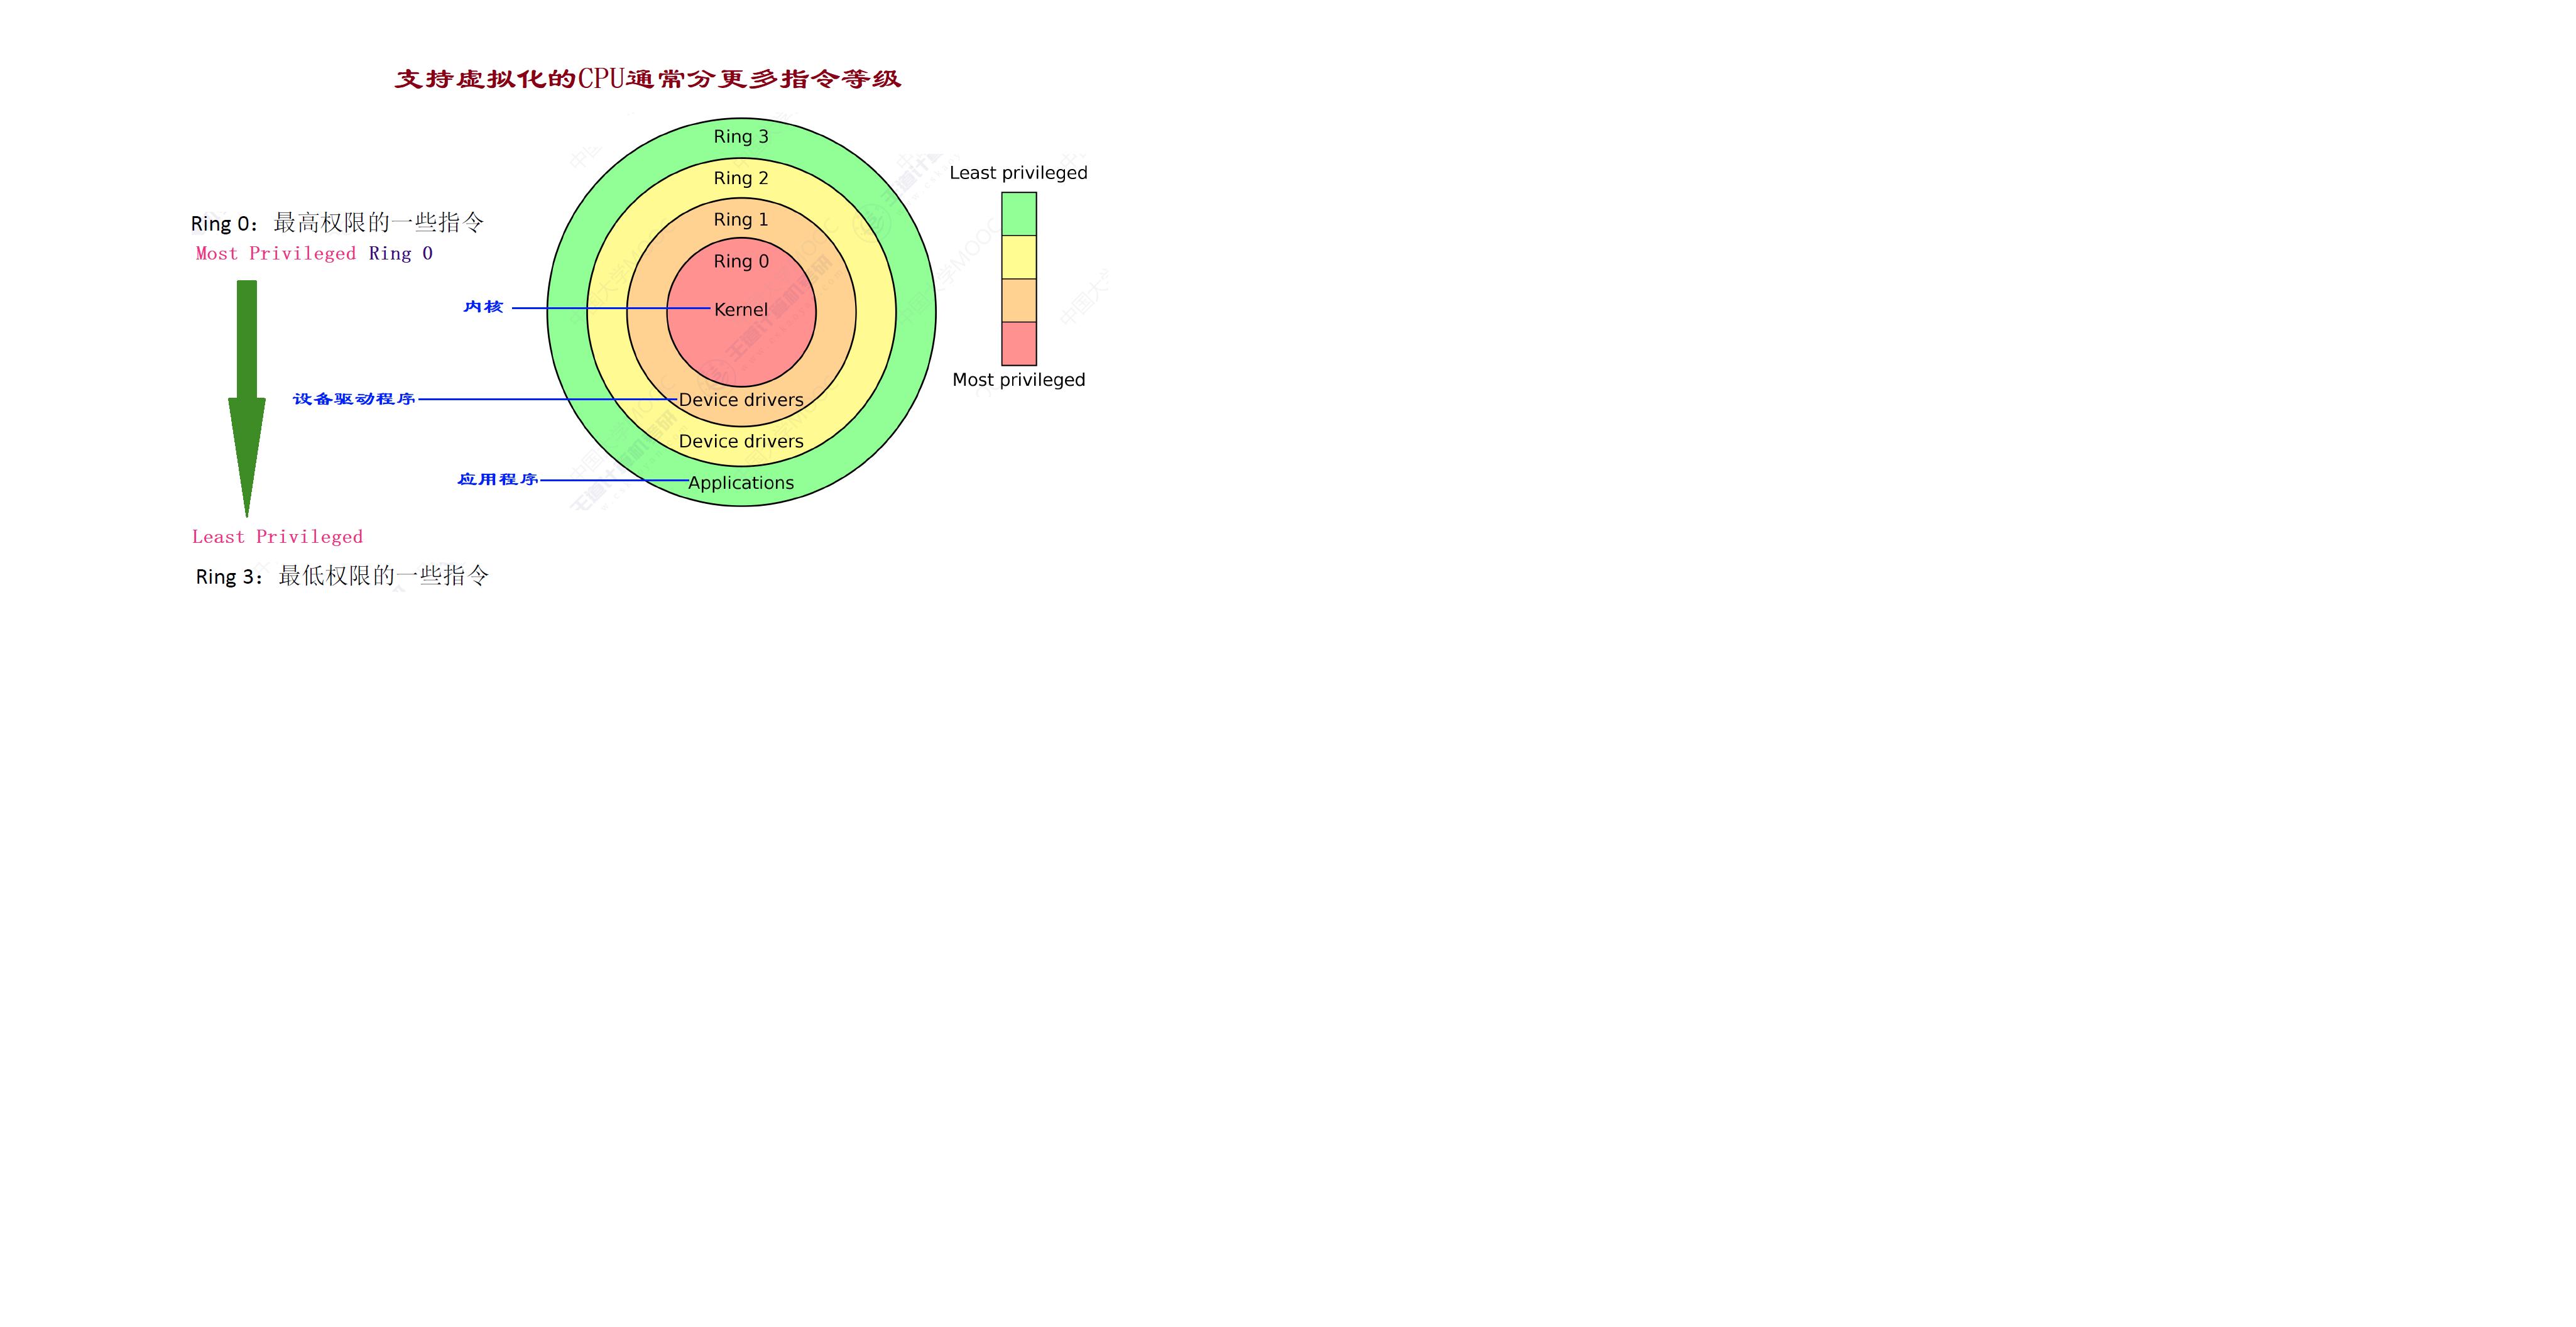 支持虚拟化的CPU通常分更多指令等级
Ring 0：最高权限的一些指令
Most Privileged Ring 0
Least Privileged
Ring 3：最低权限的一些指令
内核
设备驱动程序
应用程序
Ring 3
Ring 2
Ring 1
Ring 0
Kernel
Device drivers
Device drivers
Applications
Least privileged
Most privileged